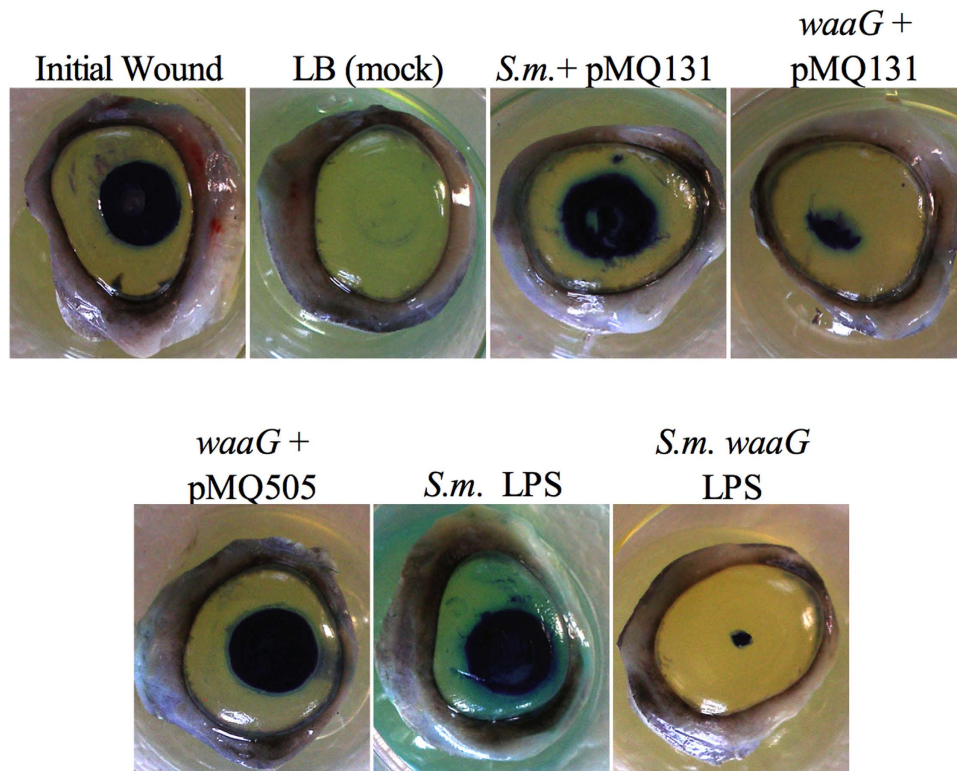 Initial Wound
LB (mock)
S.m.+ pMQ131
waaG +
pMQ131
waaG +
pMQ505
S.m. LPS
S.m. waaG
LPS